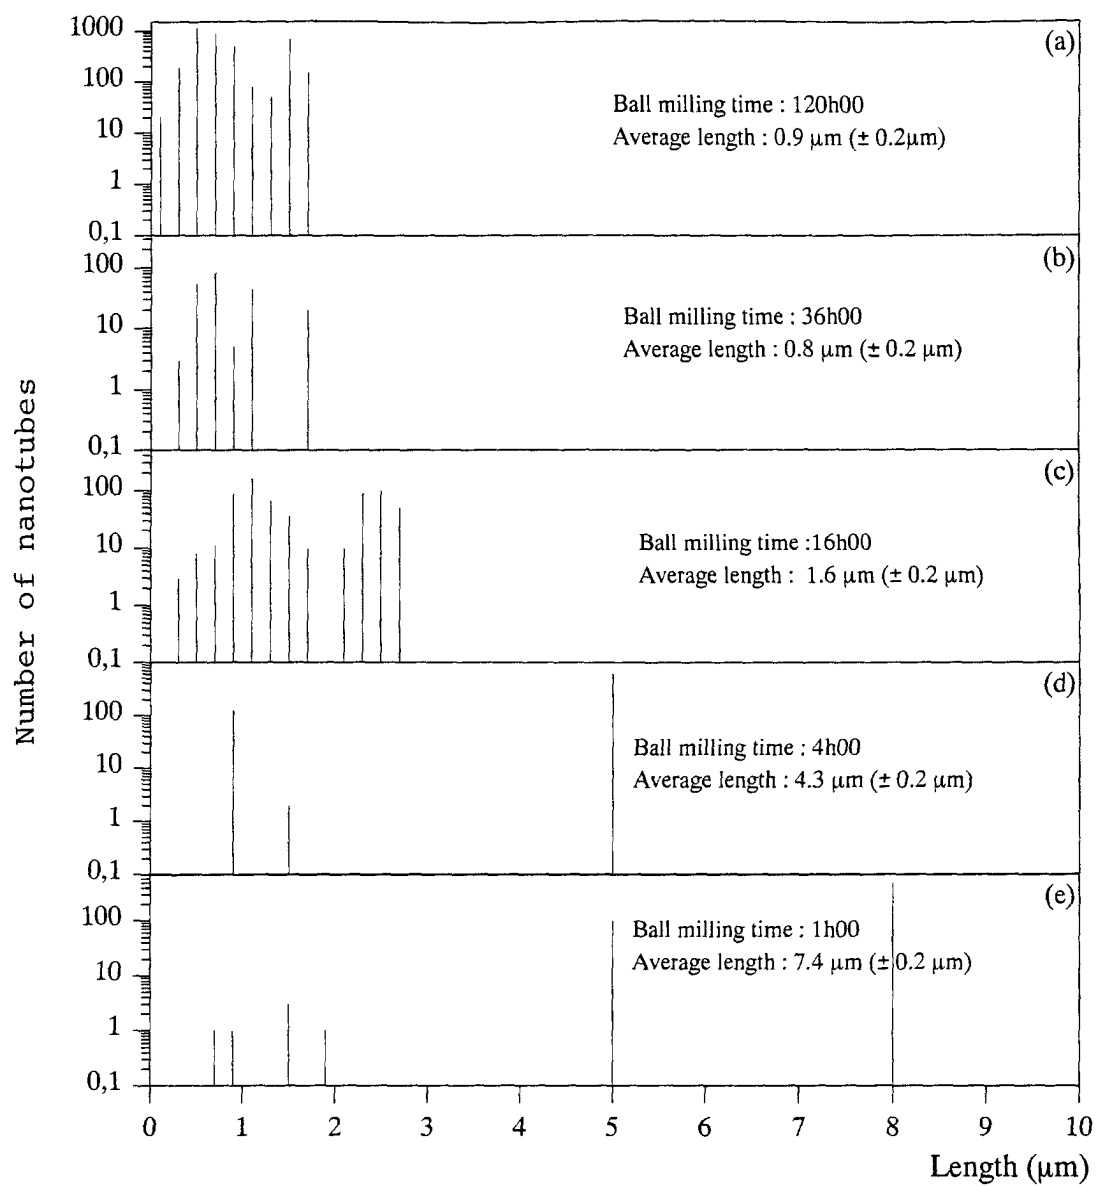 1000
100
10
1
0,1
(a)
Ball milling time : 120h00
Average length : 0.9 μm (± 0.2μm)
100
10
1
0,1
(b)
Ball milling time : 36h00
Average length : 0.8 μm (± 0.2 μm)
100
10
1
0,1
(c)
Ball milling time :16h00
Average length : 1.6 μm (± 0.2 μm)
100
10
1
0,1
(d)
Ball milling time : 4h00
Average length : 4.3 μm (± 0.2 μm)
100
10
1
0,1
(e)
Ball milling time : 1h00
Average length : 7.4 μm (± 0.2 μm)
Number of nanotubes
0 1 2 3 4 5 6 7 8 9 10
Length (μm)